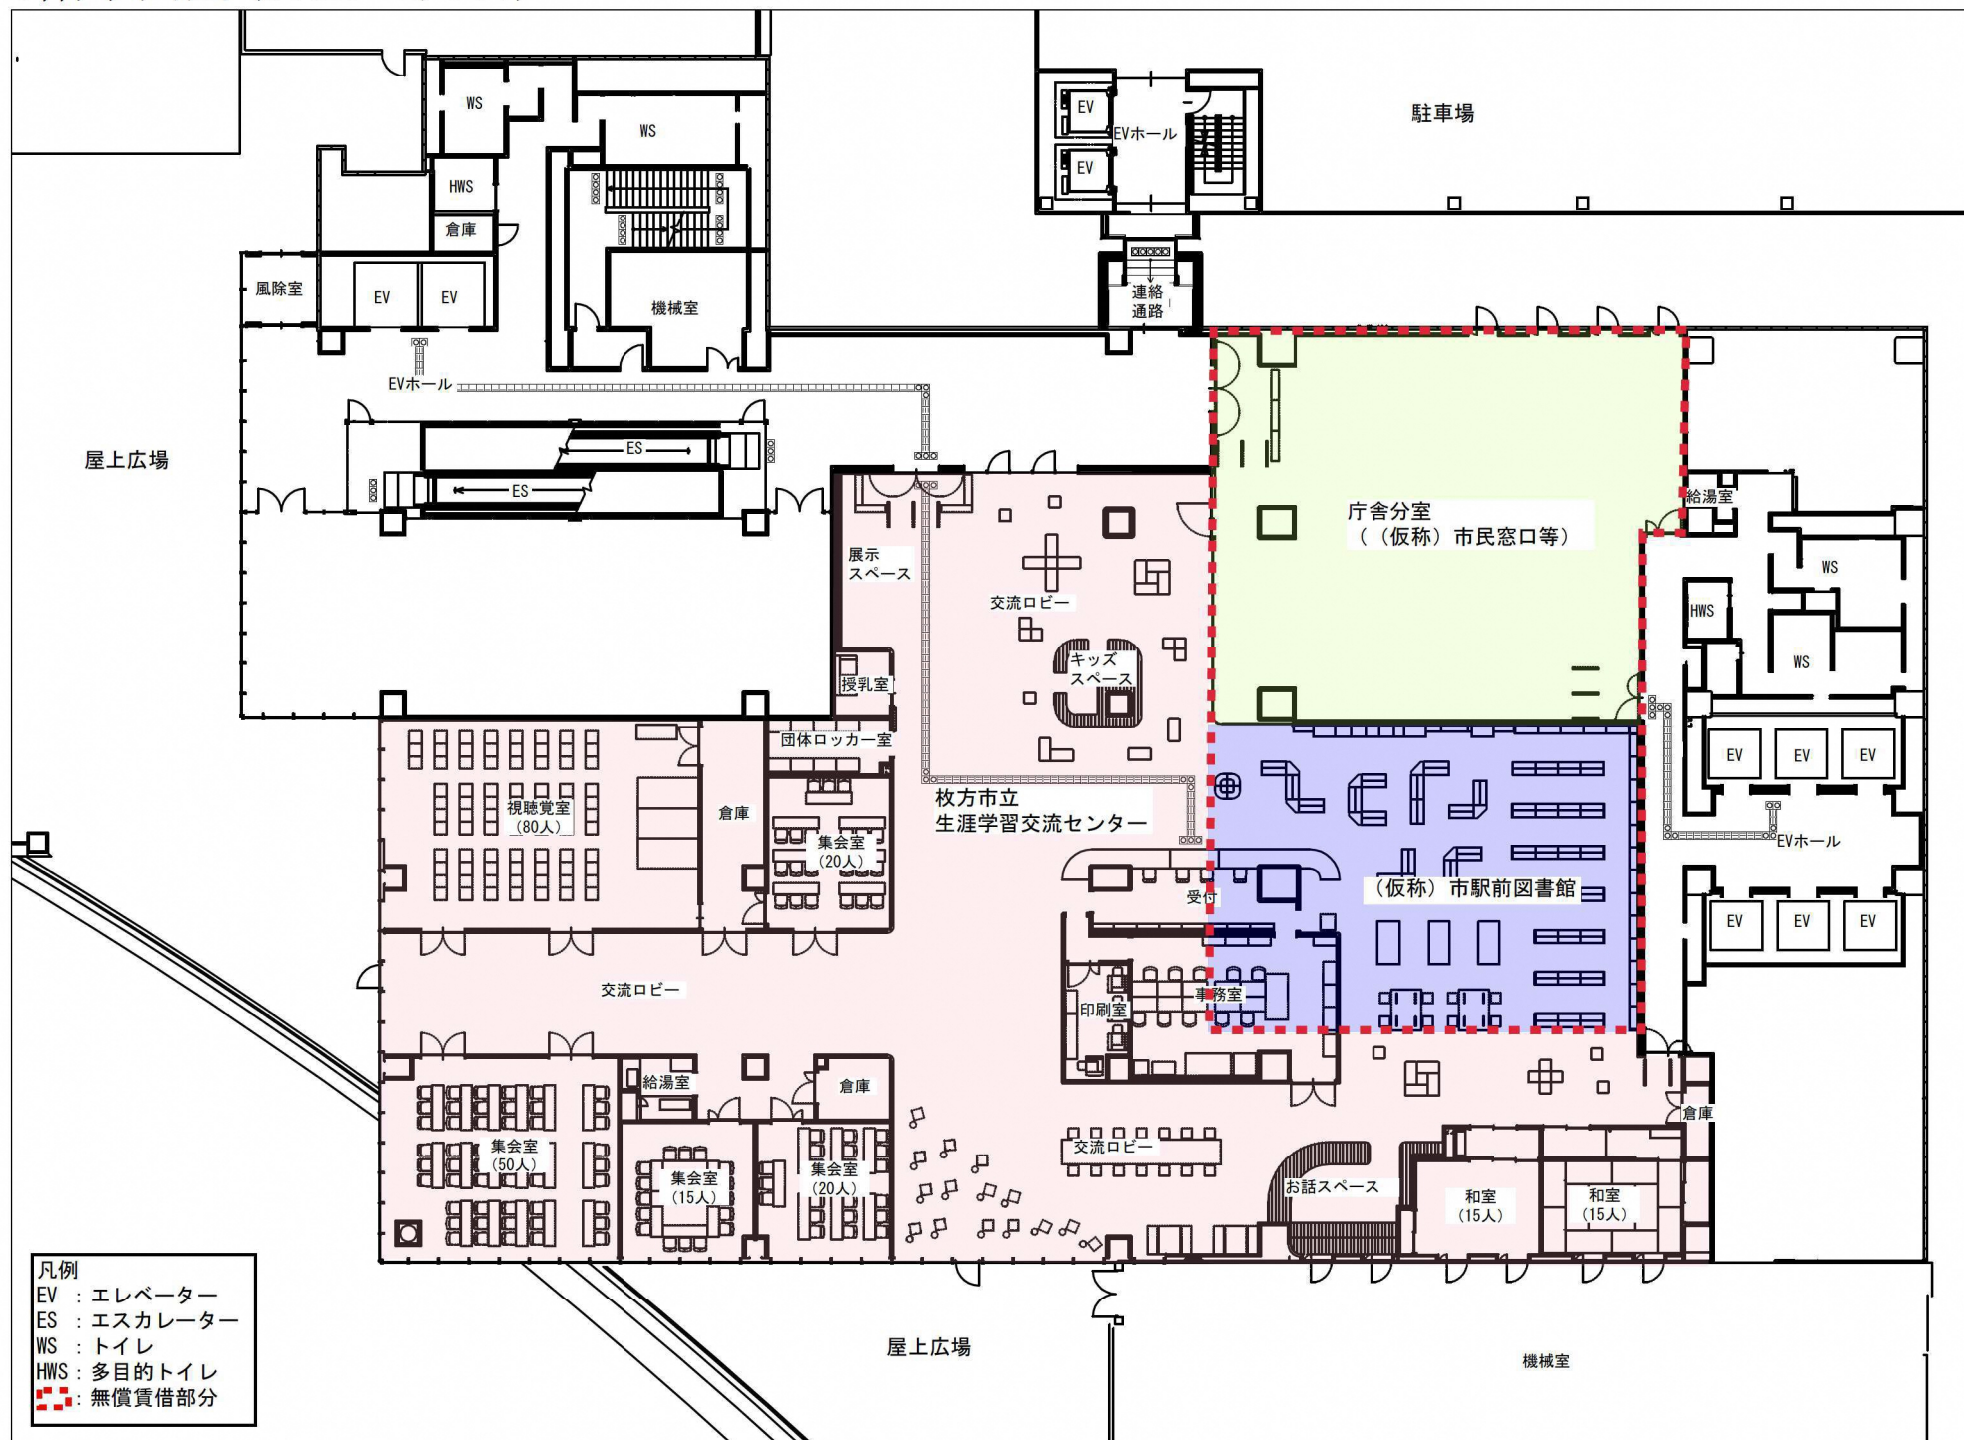 WS
WS
HWS
倉庫
風除室
EV
EV
機械室
EVホール
ES
ES
屋上広場
EV
EV
EVホール
駐車場
連絡
通路
庁舎分室
（（仮称）市民窓口等）
給湯室
WS
HWS
WS
展示
スペース
交流ロビー
キッズ
スペース
授乳室
団体ロッカー室
視聴覚室
(80人)
倉庫
集会室
(20人)
枚方市立
生涯学習交流センター
受付
（仮称）市駅前図書館
EV
EV
EV
EVホール
EV
EV
EV
交流ロビー
印刷室
事務室
給湯室
倉庫
集会室
(50人)
集会室
(15人)
集会室
(20人)
交流ロビー
お話スペース
和室
(15人)
和室
(15人)
倉庫
屋上広場
機械室
凡例
EV ：エレベーター
ES ：エスカレーター
WS ：トイレ
HWS：多目的トイレ
：無償賃借部分